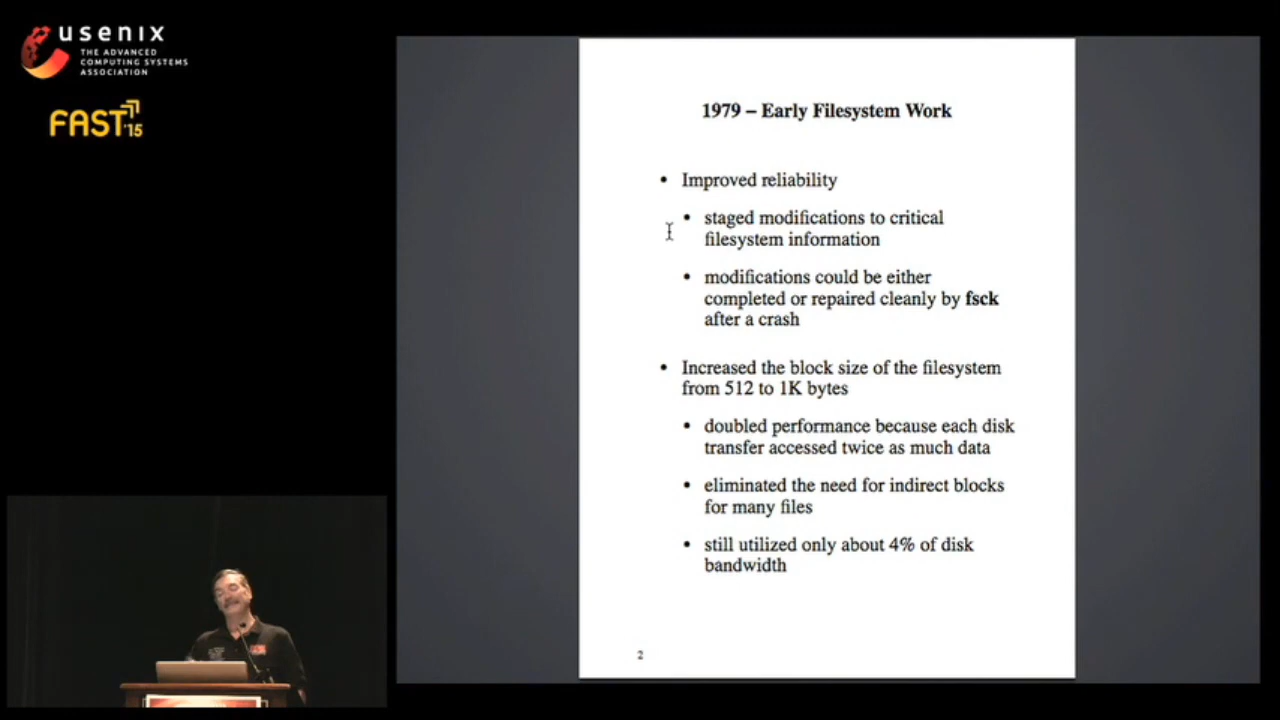 usenix
THE ADVANCED
COMPUTING SYSTEMS
ASSOCIATION
FAST '15
1979 – Early Filesystem Work
• Improved reliability
• staged modifications to critical
filesystem information
• modifications could be either
completed or repaired cleanly by fsck
after a crash
• Increased the block size of the filesystem
from 512 to 1K bytes
• doubled performance because each disk
transfer accessed twice as much data
• eliminated the need for indirect blocks
for many files
• still utilized only about 4% of disk
bandwidth
2